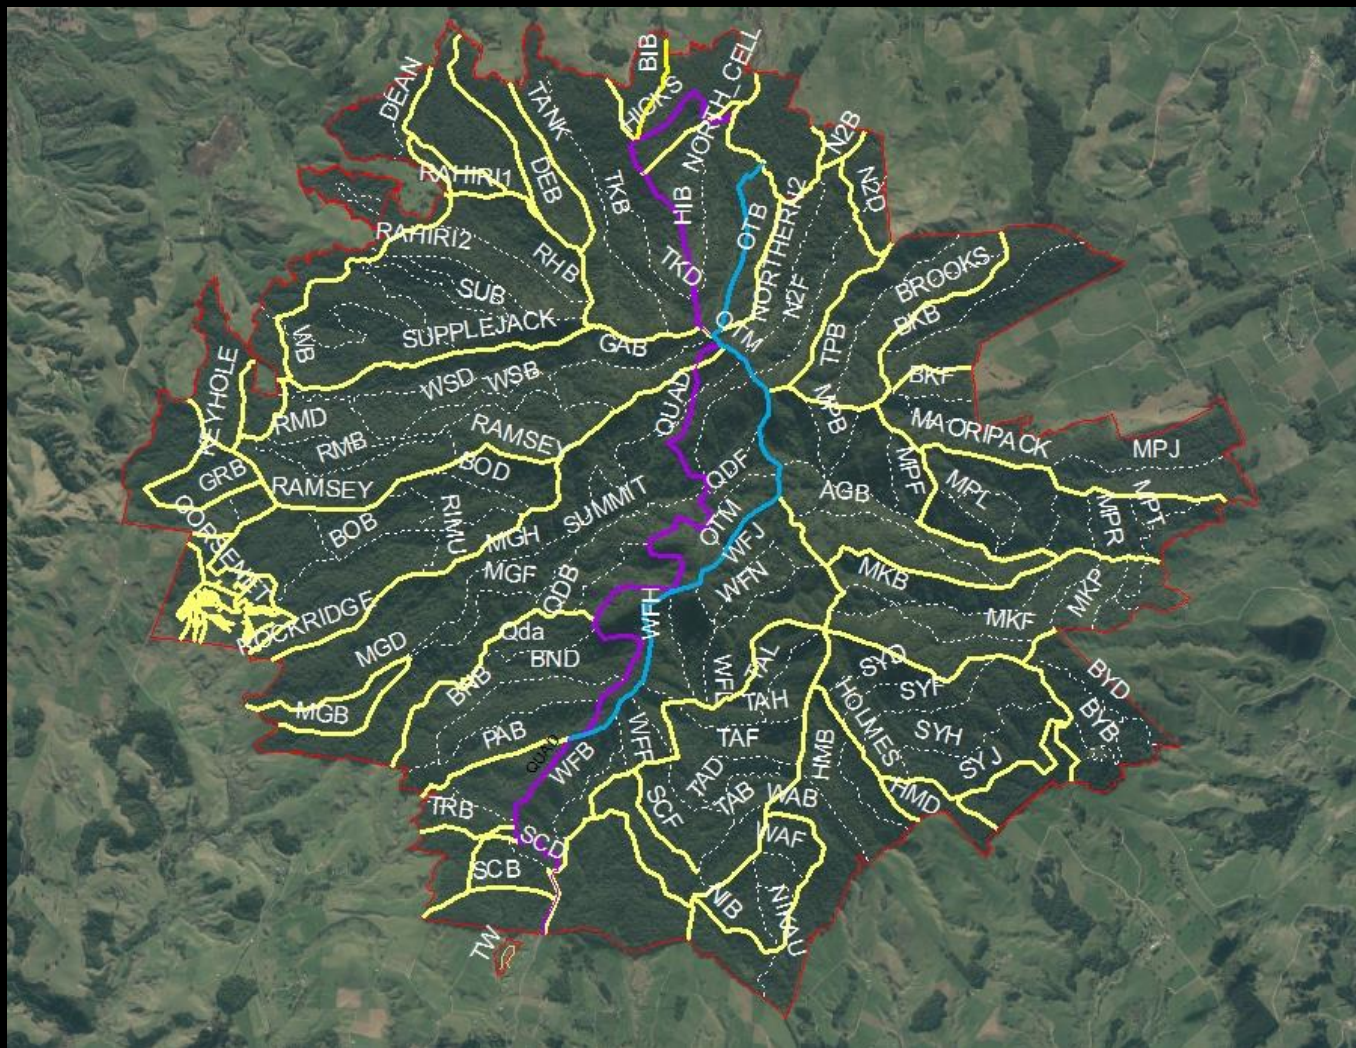 BIB
DEAN
HICKS
NORTH_CELL
TANK
N2B
RAHIRI1
DEB
TKB
HIB
N2D
OTB
NORTHERN2
RAHIRI2
RHB
TKD
N2F
BROOKS
SUB
BKB
SUPPLEJACK
WB
GAB
OTM
TPB
KEYHOLE
WSD
WSB
QUAD
BKF
MPB
RMD
RMB
RAMSEY
MAORIPACK
MPJ
GRB
RAMSEY
BOD
QDF
AGB
MPF
MPL
MPR
MPT
BOB
RIMU
SUMMIT
QTM
MGH
WFJ
MGF
WFN
MKB
MKP
QDB
WFH
MKF
ROCKRIDGE
MGD
Qda
BND
BNB
WFL
TAL
SYD
SYF
BYD
BYB
MGB
TAH
HOLMES
PAB
WFF
TAF
SYH
SYJ
QUAD
WFB
TAD
TAB
HMB
HMD
TRB
SCF
WAB
SCD
WAF
SCB
NIB
NIKAU
TW